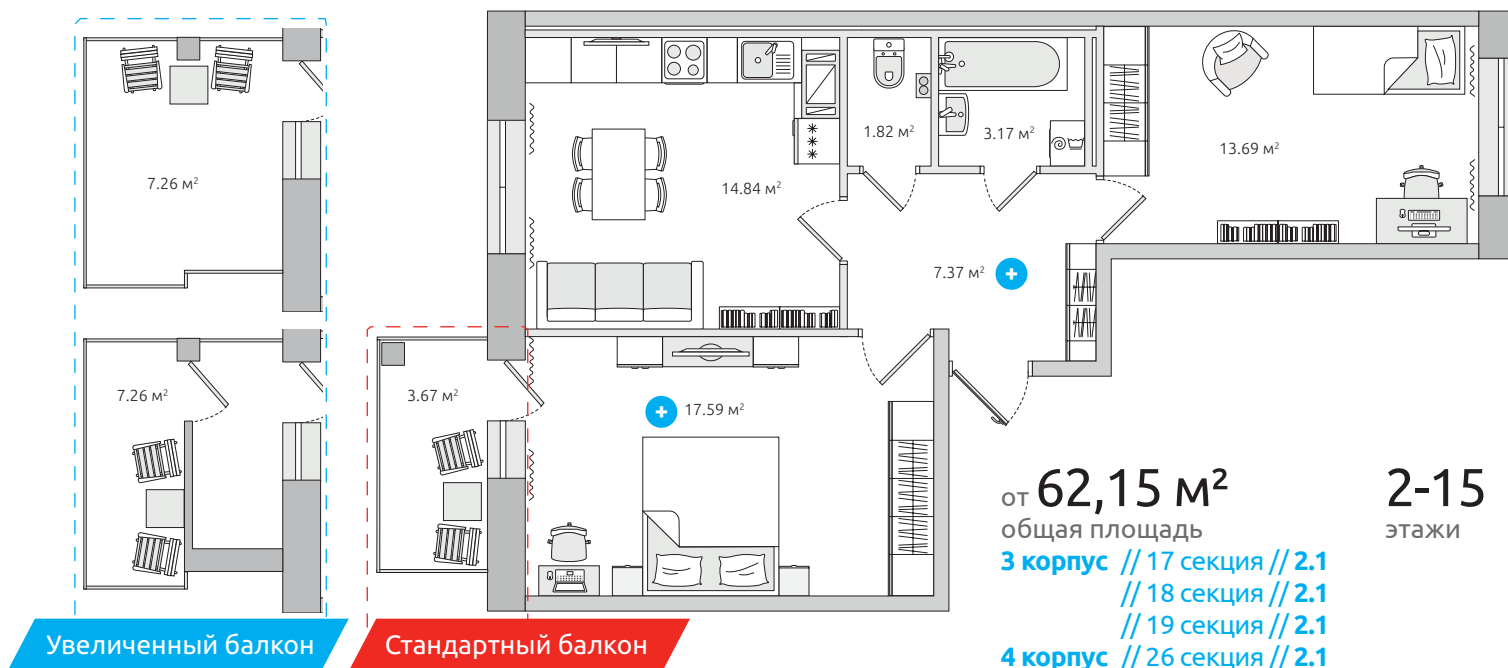 7.26 м²
7.26 м²
Увеличенный балкон
3.67 м²
Стандартный балкон
14.84 м²
1.82 м²
3.17 м²
13.69 м²
7.37 м²
17.59 м²
от 62,15 м²
общая площадь
2-15
этажи
3 корпус // 17 секция // 2.1
// 18 секция // 2.1
// 19 секция // 2.1
4 корпус // 26 секция // 2.1